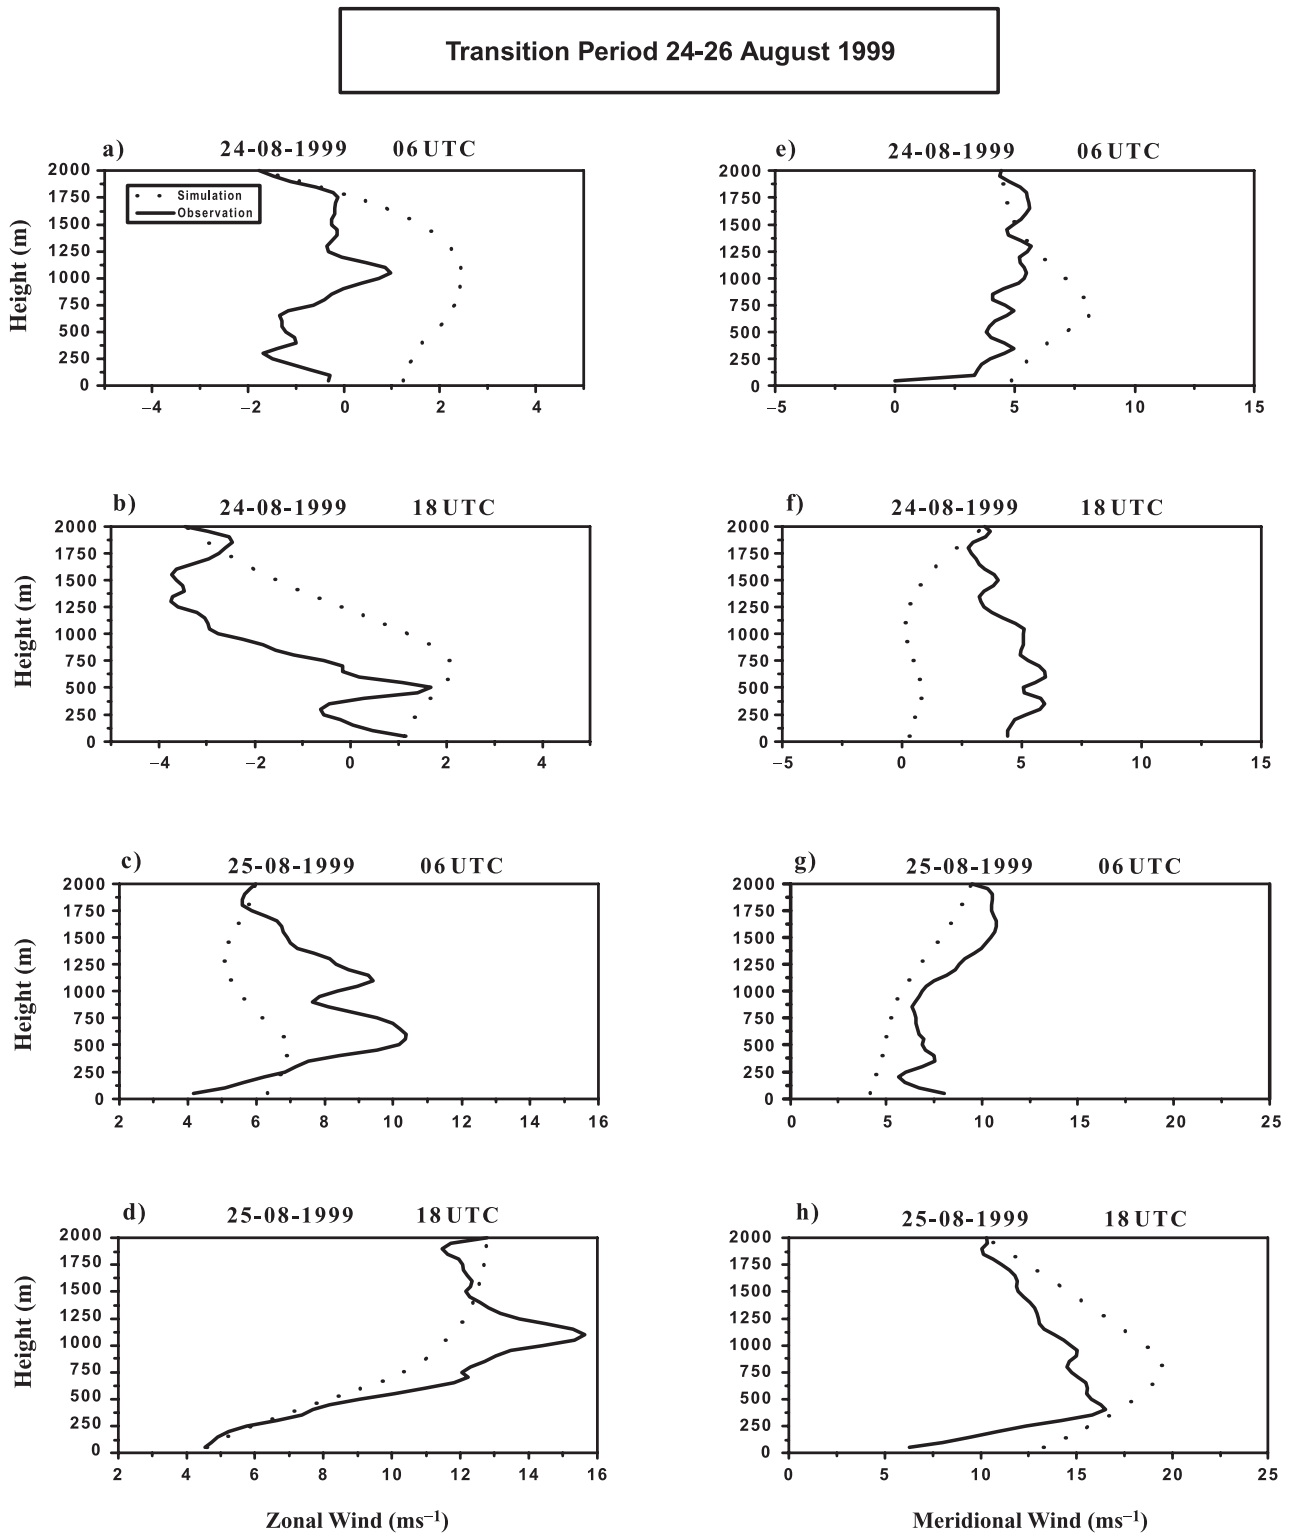 Transition Period 24-26 August 1999
a) 24-08-1999 06 UTC
2000
1750
1500
1250
1000
750
500
250
0
Height (m)
Simulation
Observation
−4 −2 0 2 4
e) 24-08-1999 06 UTC
2000
1750
1500
1250
1000
750
500
250
0
−5 0 5 10 15
b) 24-08-1999 18 UTC
2000
1750
1500
1250
1000
750
500
250
0
Height (m)
−4 −2 0 2 4
f) 24-08-1999 18 UTC
2000
1750
1500
1250
1000
750
500
250
0
−5 0 5 10 15
c) 25-08-1999 06 UTC
2000
1750
1500
1250
1000
750
500
250
0
Height (m)
2 4 6 8 10 12 14 16
g) 25-08-1999 06 UTC
2000
1750
1500
1250
1000
750
500
250
0
0 5 10 15 20 25
d) 25-08-1999 18 UTC
2000
1750
1500
1250
1000
750
500
250
0
Height (m)
2 4 6 8 10 12 14 16
Zonal Wind (ms−1)
h) 25-08-1999 18 UTC
2000
1750
1500
1250
1000
750
500
250
0
0 5 10 15 20 25
Meridional Wind (ms−1)